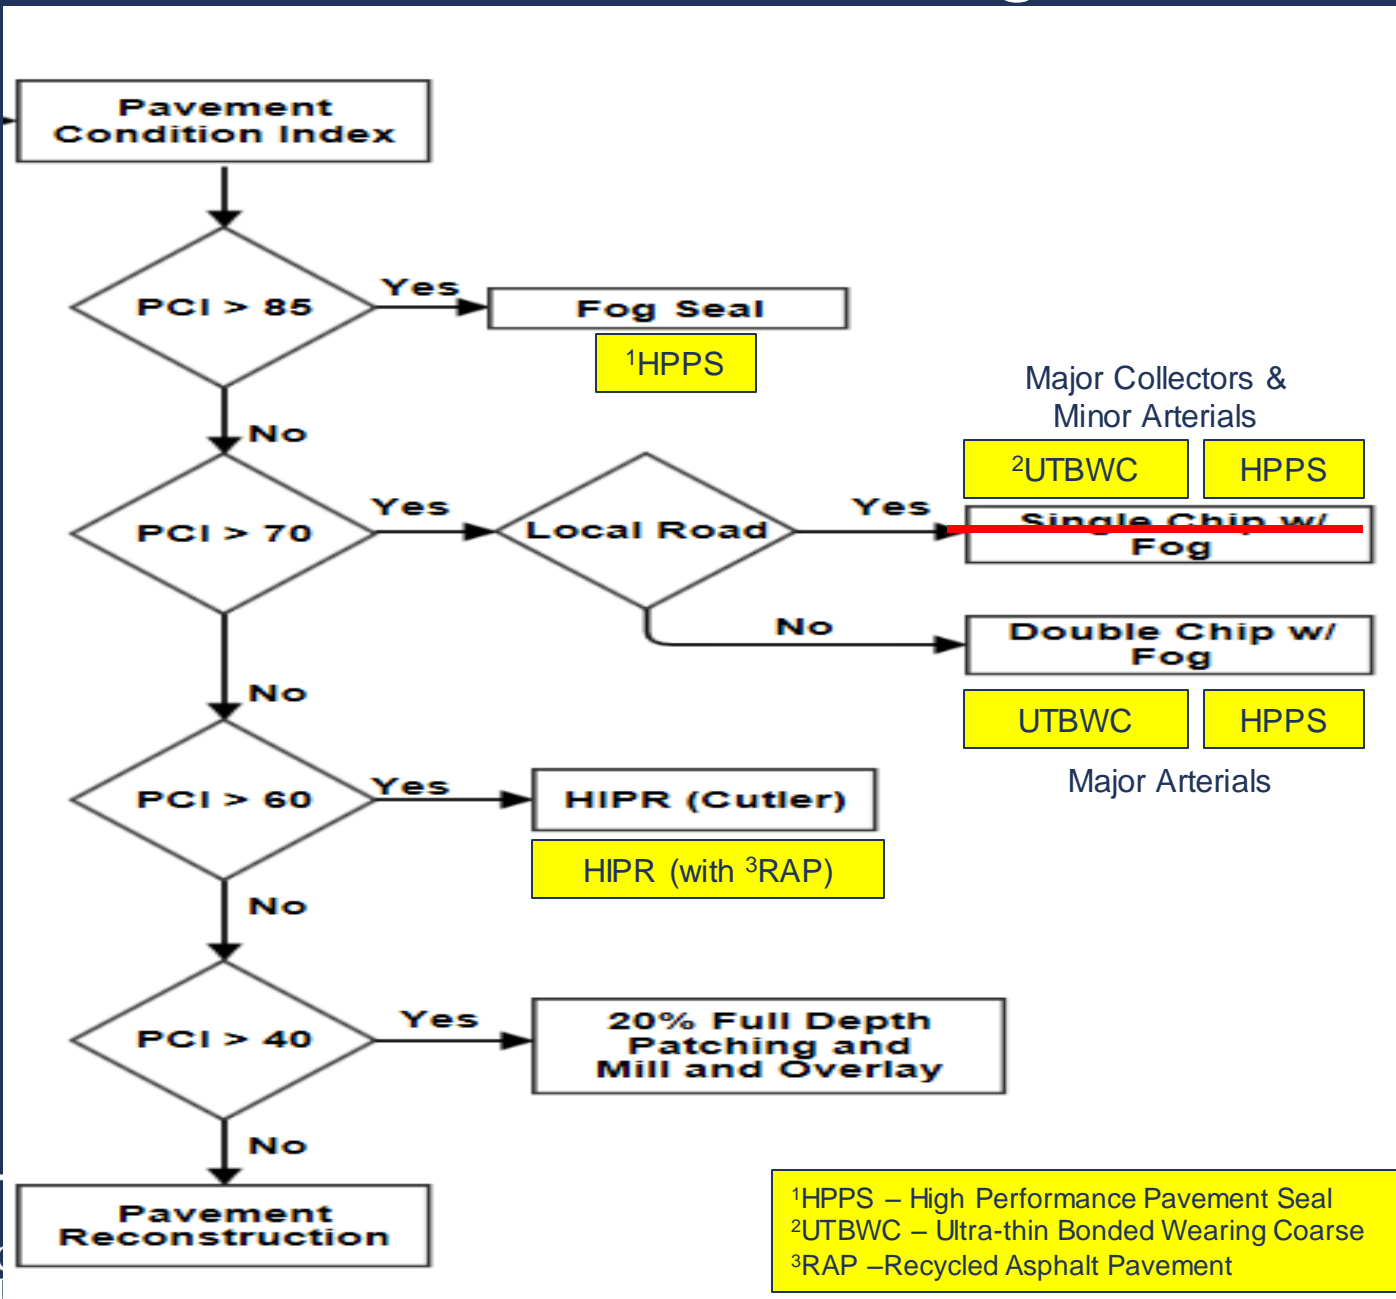 Pavement
Condition Index
PCI > 85
Yes
Fog Seal
¹HPPS
No
Major Collectors &
Minor Arterials
²UTBWC
HPPS
PCI > 70
Yes
Local Road
Yes
Single Chip w/
Fog
No
Double Chip w/
Fog
UTBWC
HPPS
Major Arterials
No
PCI > 60
Yes
HIPR (Cutler)
HIPR (with ³RAP)
No
PCI > 40
Yes
20% Full Depth
Patching and
Mill and Overlay
No
Pavement
Reconstruction
¹HPPS – High Performance Pavement Seal
²UTBWC – Ultra-thin Bonded Wearing Coarse
³RAP –Recycled Asphalt Pavement